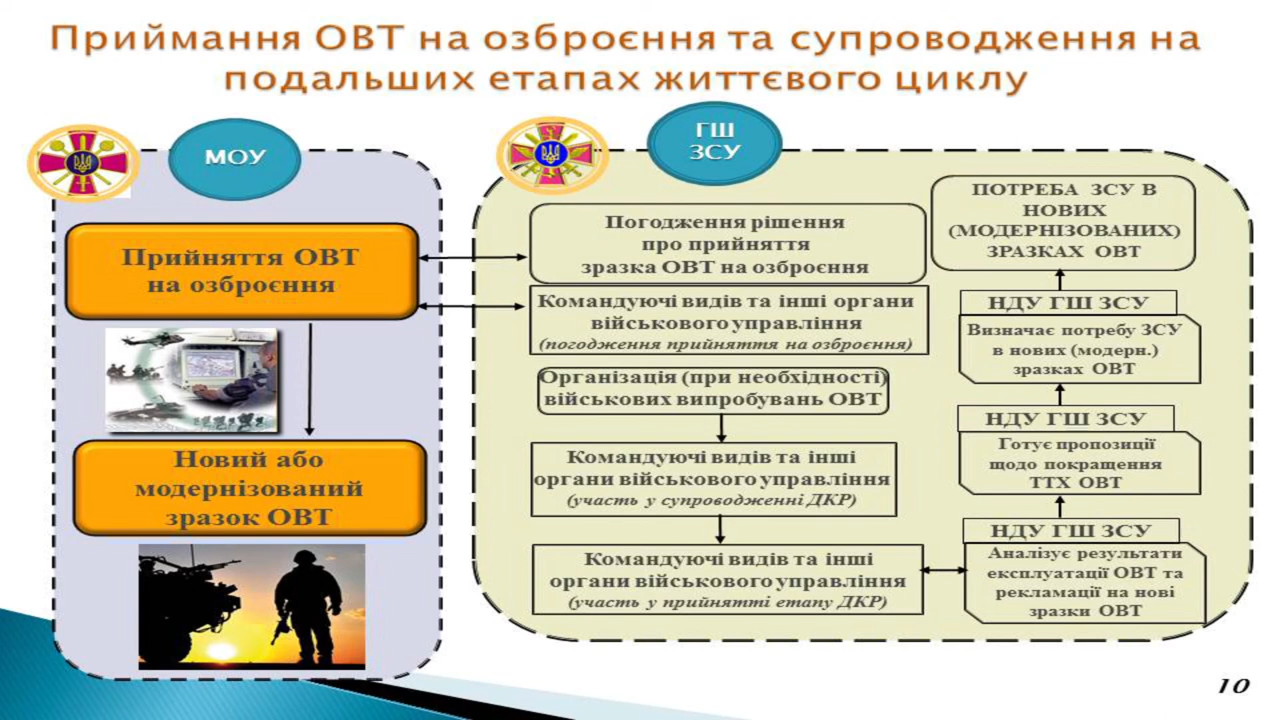 Приймання ОВТ на озброєння та супроводження на
подальших етапах життєвого циклу
МОУ
Прийняття ОВТ
на озброєння
Новий або
модернізований
зразок ОВТ
ГШ
ЗСУ
Погодження рішення
про прийняття
зразка ОВТ на озброєння
Командуючі видів та інші органи
військового управління
(погодження прийняття на озброєння)
Організація (при необхідності)
військових випробувань ОВТ
Командуючі видів та інші
органи військового управління
(участь у супроводженні ДКР)
Командуючі видів та інші
органи військового управління
(участь у прийнятті етапу ДКР)
ПОТРЕБА ЗСУ В
НОВИХ
(МОДЕРНІЗОВАНИХ)
ЗРАЗКАХ ОВТ
НДУ ГШ ЗСУ
Визначає потребу ЗСУ
в нових (модерн.)
зразках ОВТ
НДУ ГШ ЗСУ
Готує пропозиції
щодо покращення
ТТХ ОВТ
НДУ ГШ ЗСУ
Аналізує результати
експлуатації ОВТ та
рекламації на нові
зразки ОВТ
10